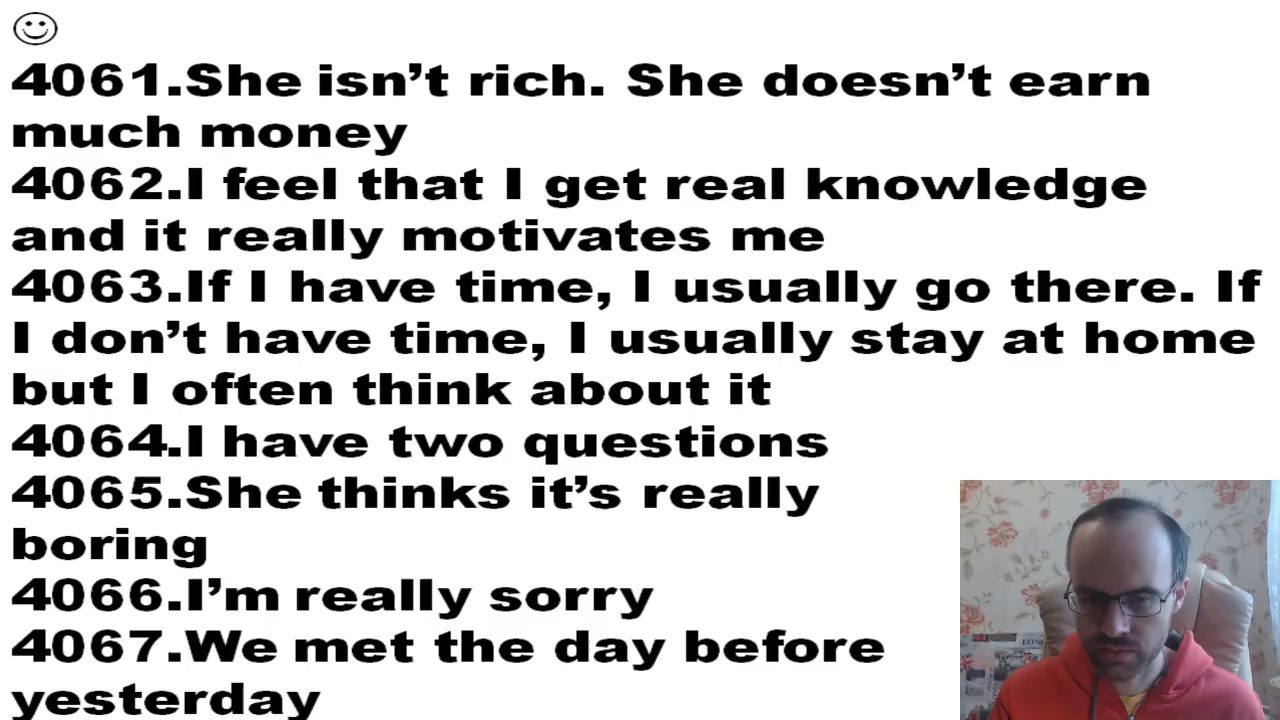 4061.She isn’t rich. She doesn’t earn
much money
4062.I feel that I get real knowledge
and it really motivates me
4063.If I have time, I usually go there. If
I don’t have time, I usually stay at home
but I often think about it
4064.I have two questions
4065.She thinks it’s really
boring
4066.I’m really sorry
4067.We met the day before
yesterday